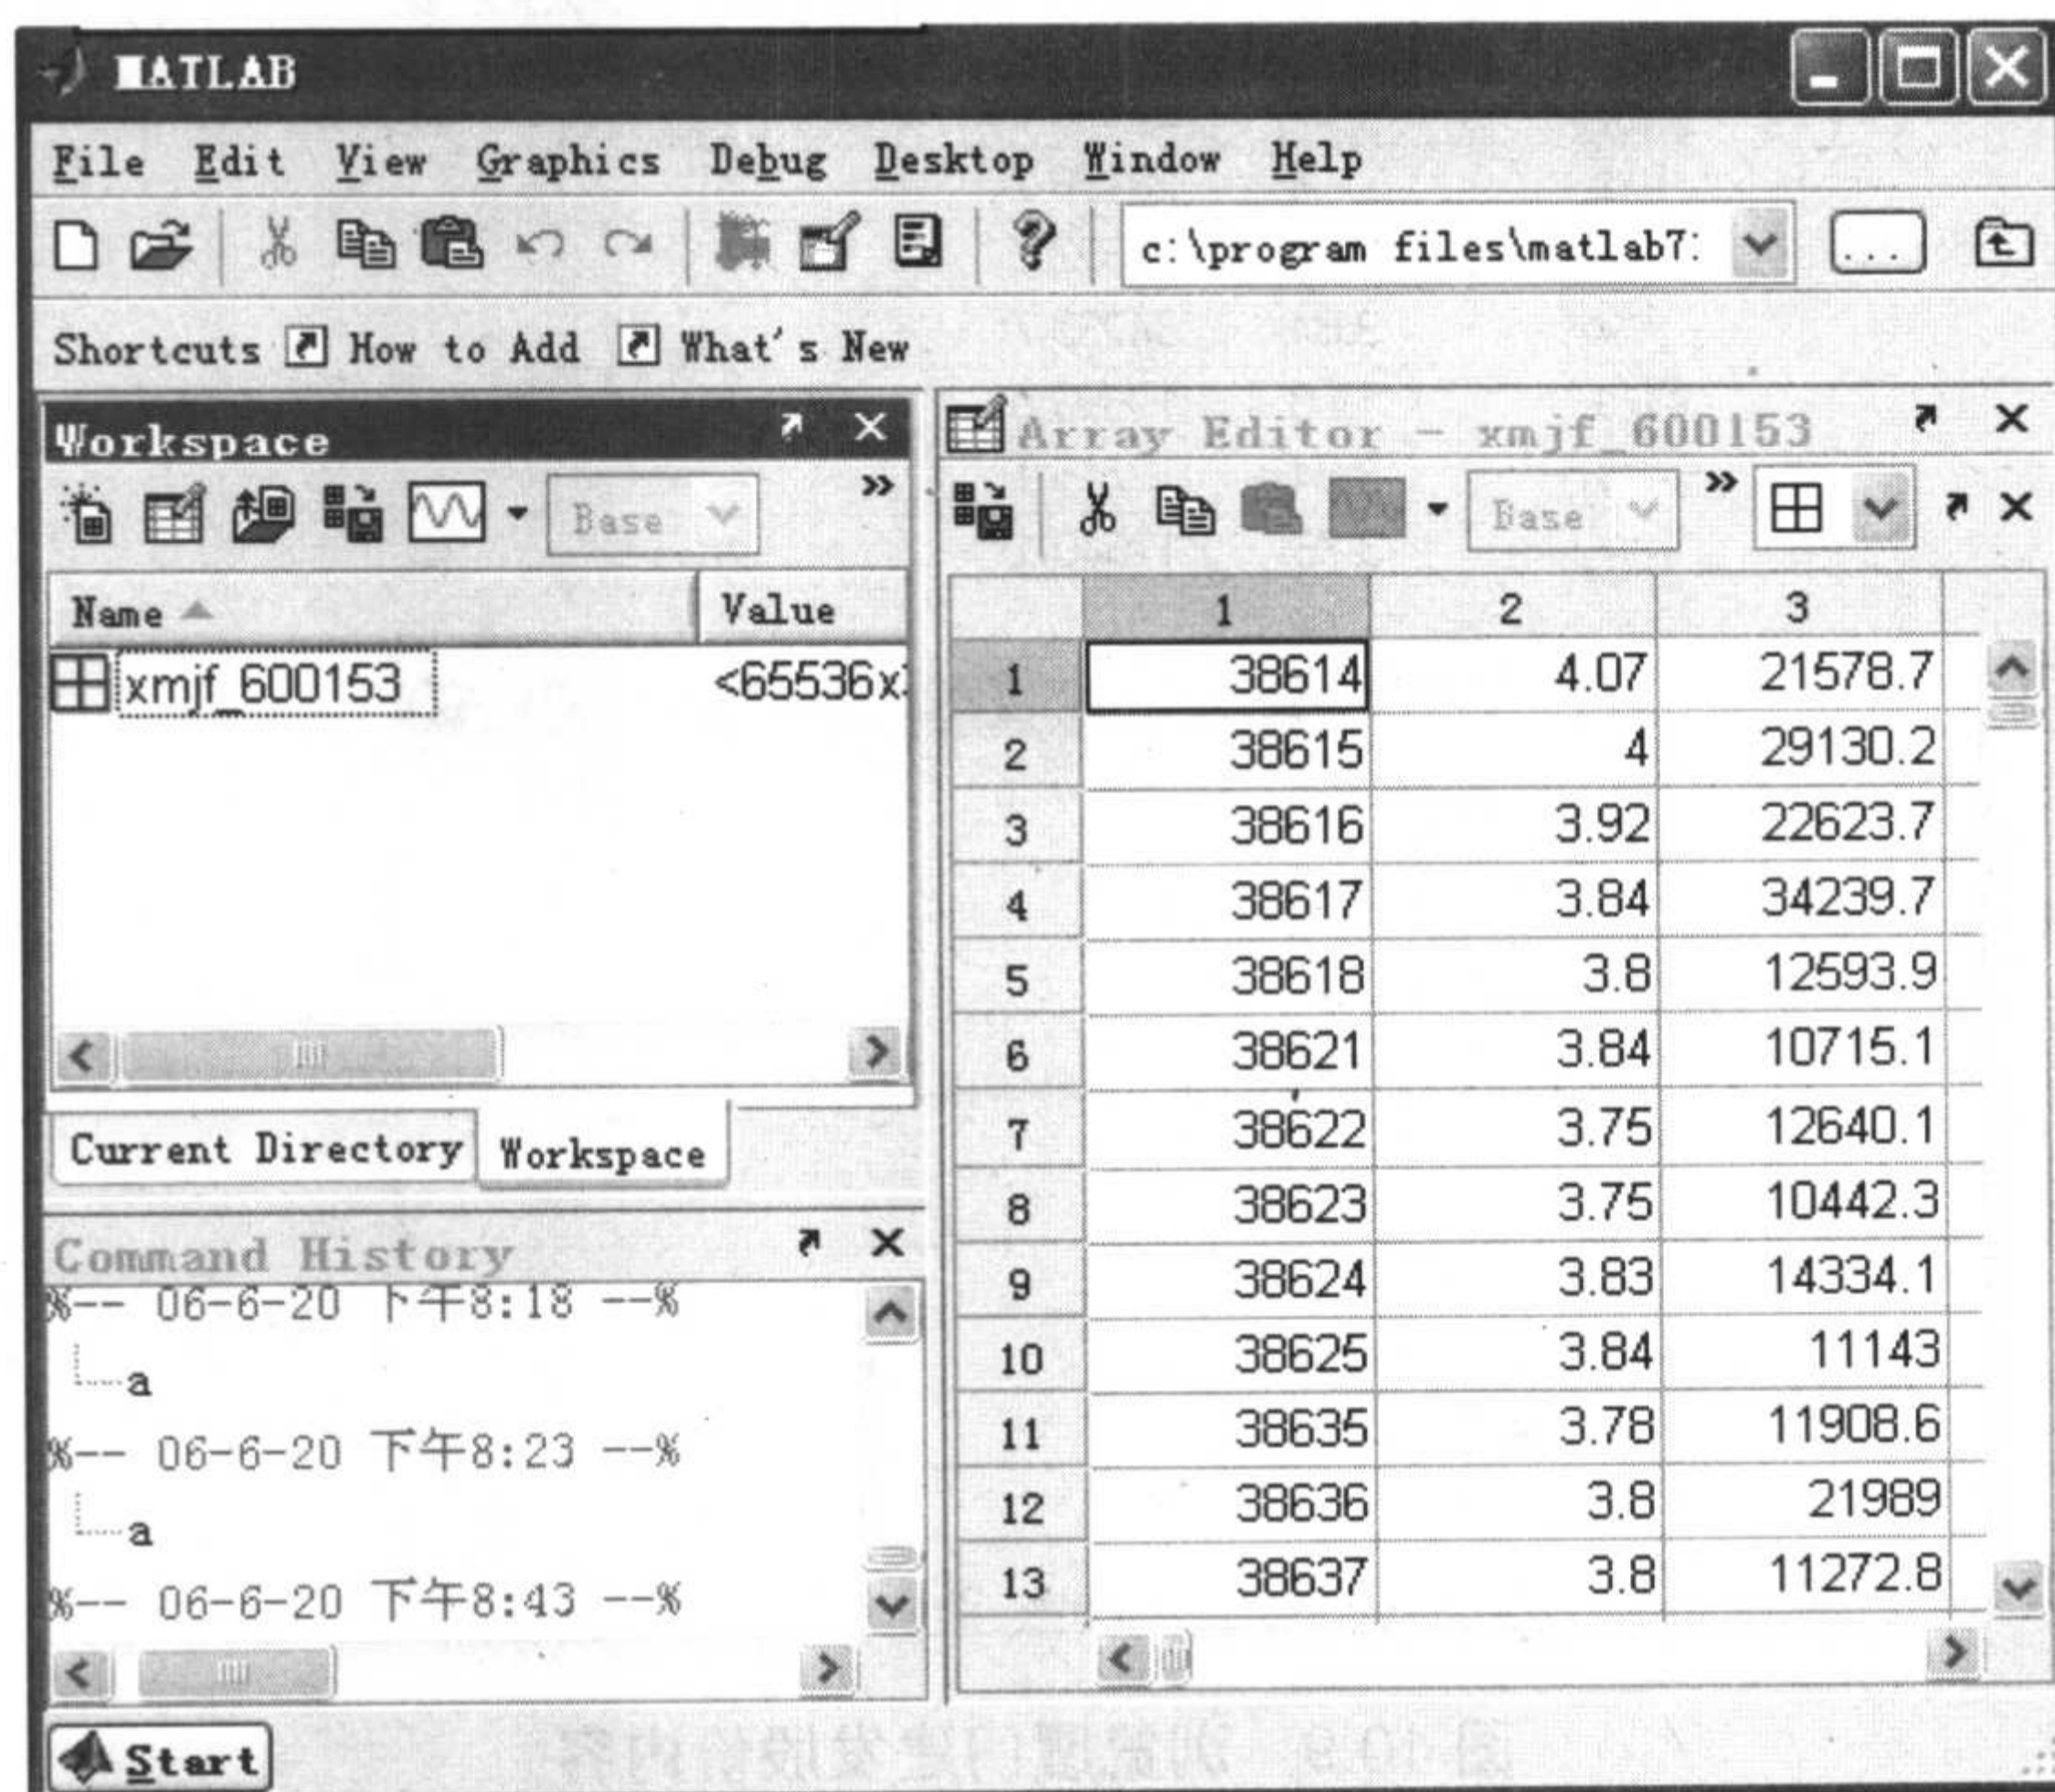 MATLAB
File Edit View Graphics Debug Desktop Window Help
c:\program files\matlab7:
...
Shortcuts How to Add What's New
Workspace
Base
Name Value
xmjf_600153 <65536x
Current Directory Workspace
Command History
%-- 06-6-20 下午8:18 --%
a
%-- 06-6-20 下午8:23 --%
a
%-- 06-6-20 下午8:43 --%
Array Editor - xmjf_600153
Base
1 2 3
1 38614 4.07 21578.7
2 38615 4 29130.2
3 38616 3.92 22623.7
4 38617 3.84 34239.7
5 38618 3.8 12593.9
6 38621 3.84 10715.1
7 38622 3.75 12640.1
8 38623 3.75 10442.3
9 38624 3.83 14334.1
10 38625 3.84 11143
11 38635 3.78 11908.6
12 38636 3.8 21989
13 38637 3.8 11272.8
Start